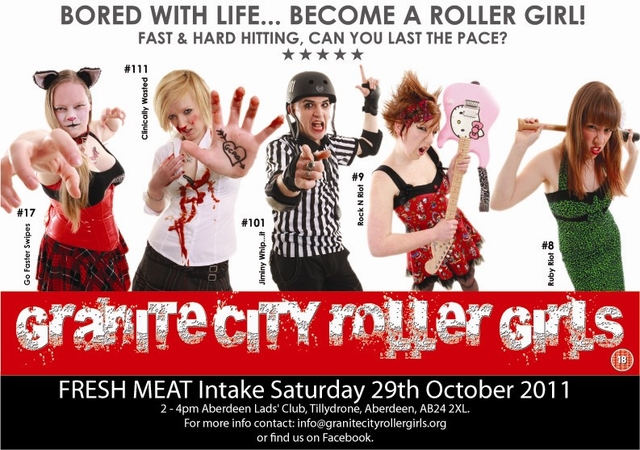 BORED WITH LIFE... BECOME A ROLLER GIRL!
FAST & HARD HITTING, CAN YOU LAST THE PACE?
#17
Go Faster Swipes
#111
Clinically Wasted
#101
Jiminy Whip...it
#9
Rock N Riot
#8
Ruby Riot
GRANITE CITY ROLLER GIRLS
18
FRESH MEAT Intake Saturday 29th October 2011
2 - 4pm Aberdeen Lads' Club, Tillydrone, Aberdeen, AB24 2XL.
For more info contact: info@granitecityrollergirls.org
or find us on Facebook.